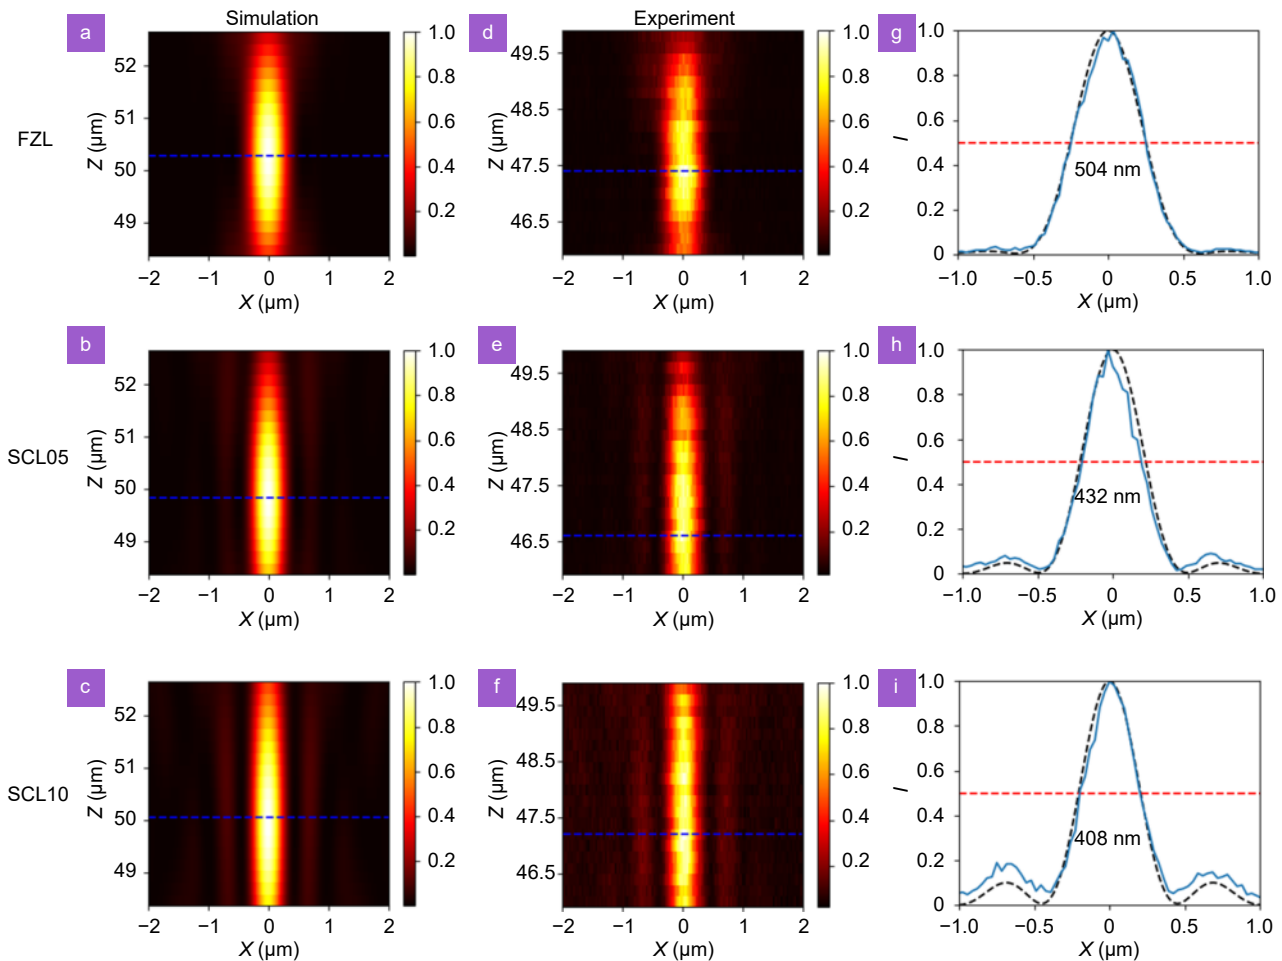 Simulation
Experiment
a
52
51
50
49
Z (μm)
−2 −1 0 1 2
X (μm)
1.0
0.8
0.6
0.4
0.2
FZL
d
49.5
48.5
47.5
46.5
Z (μm)
−2 −1 0 1 2
X (μm)
1.0
0.8
0.6
0.4
0.2
g
1.0
0.8
0.6
0.4
0.2
0
I
504 nm
−1.0 −0.5 0 0.5 1.0
X (μm)
b
52
51
50
49
Z (μm)
−2 −1 0 1 2
X (μm)
1.0
0.8
0.6
0.4
0.2
SCL05
e
49.5
48.5
47.5
46.5
Z (μm)
−2 −1 0 1 2
X (μm)
1.0
0.8
0.6
0.4
0.2
h
1.0
0.8
0.6
0.4
0.2
0
I
432 nm
−1.0 −0.5 0 0.5 1.0
X (μm)
c
52
51
50
49
Z (μm)
−2 −1 0 1 2
X (μm)
1.0
0.8
0.6
0.4
0.2
SCL10
f
49.5
48.5
47.5
46.5
Z (μm)
−2 −1 0 1 2
X (μm)
1.0
0.8
0.6
0.4
0.2
i
1.0
0.8
0.6
0.4
0.2
0
I
408 nm
−1.0 −0.5 0 0.5 1.0
X (μm)